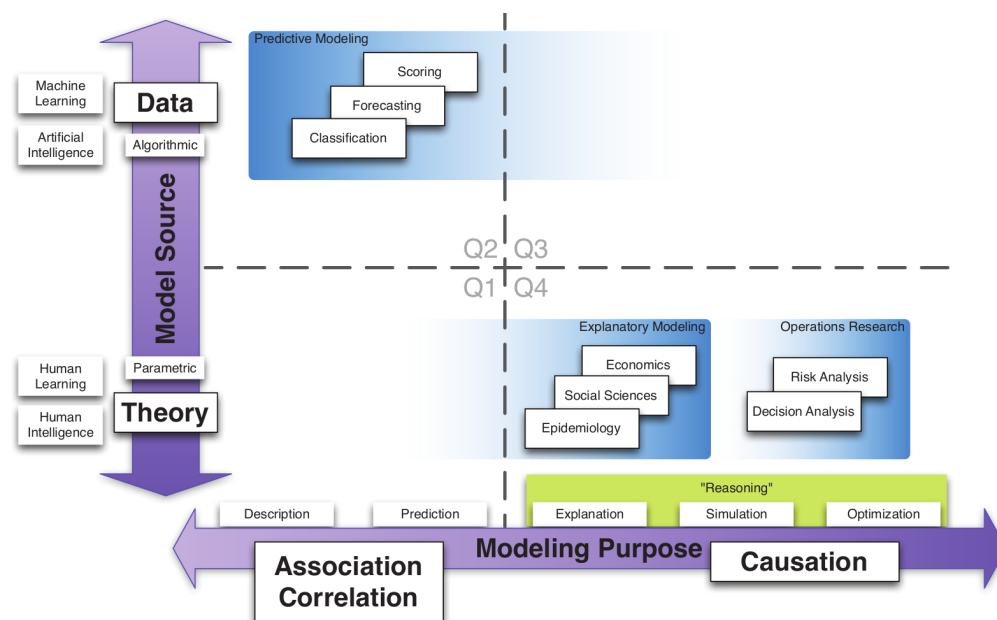 Predictive Modeling
Scoring
Forecasting
Classification
Machine
Learning
Data
Artificial
Intelligence
Algorithmic
Model Source
Q2 Q3
Q1 Q4
Explanatory Modeling
Economics
Social Sciences
Epidemiology
Operations Research
Risk Analysis
Decision Analysis
Human
Learning
Parametric
Theory
Human
Intelligence
"Reasoning"
Description
Prediction
Explanation
Simulation
Optimization
Modeling Purpose
Association
Correlation
Causation